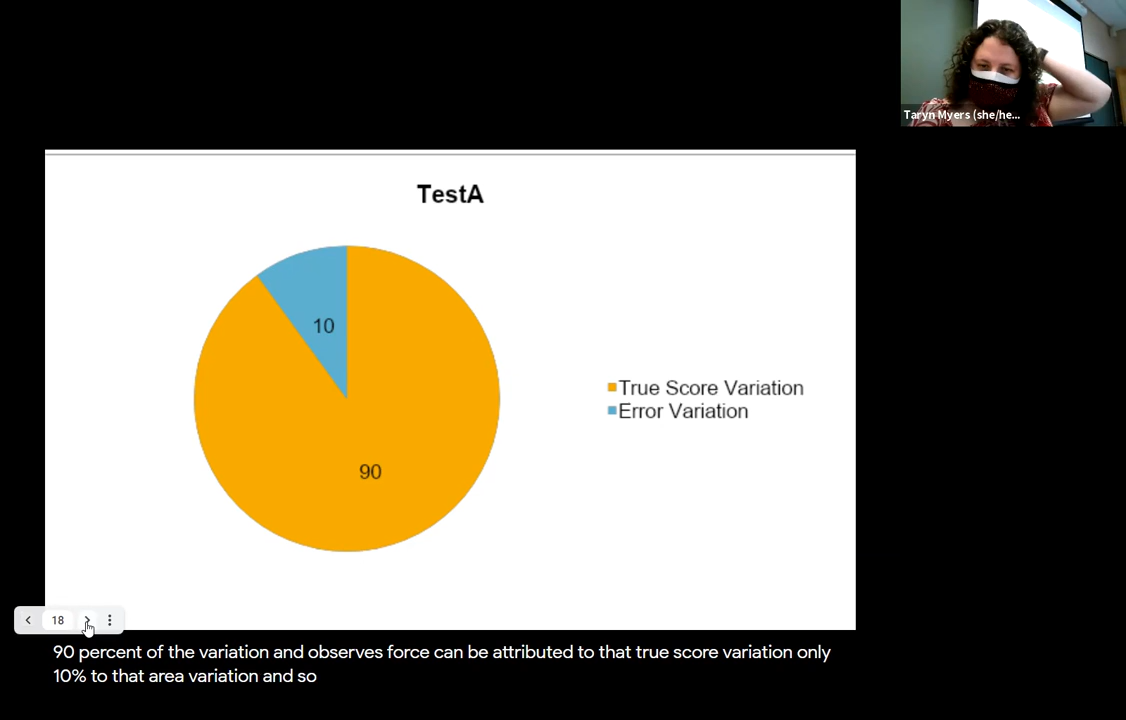 Taryn Myers (she/he...
TestA
10
90
True Score Variation
Error Variation
18
90 percent of the variation and observes force can be attributed to that true score variation only
10% to that area variation and so